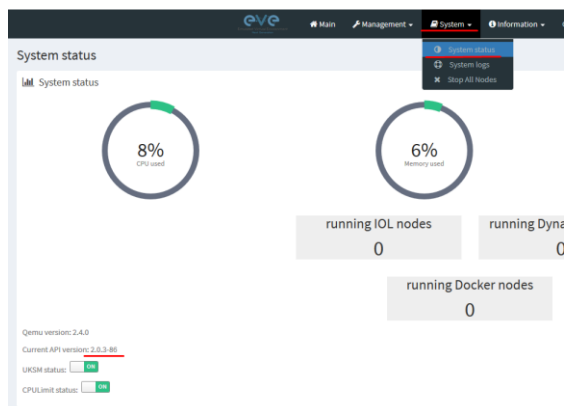 eve
Main Management System Information
System status
System logs
Stop All Nodes
System status
System status
8%
CPU used
6%
Memory used
running IOL nodes
0
running Dyna
0
running Docker nodes
0
Qemu version: 2.4.0
Current API version: 2.0.3-86
UKSM status: ON
CPULimit status: ON